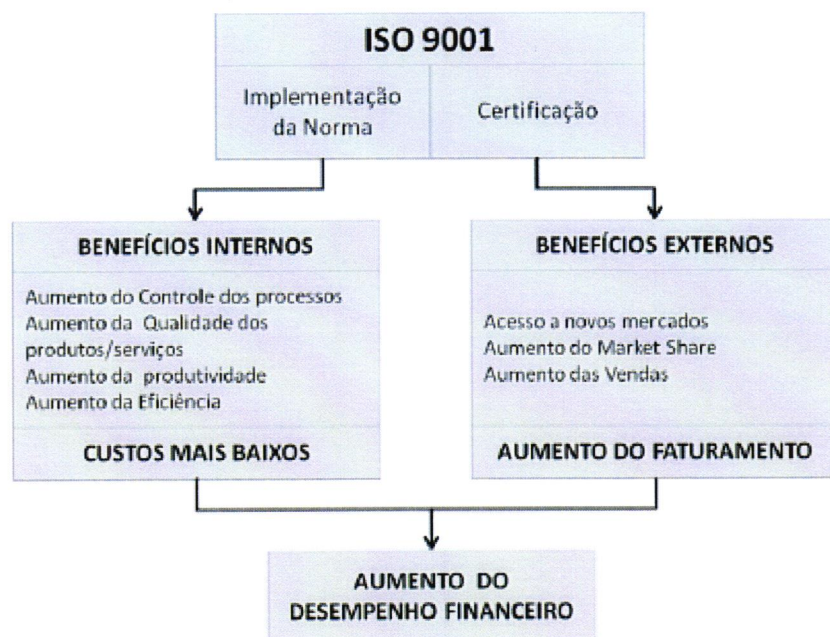 ISO 9001
Implementação
da Norma
Certificação
BENEFÍCIOS INTERNOS
Aumento do Controle dos processos
Aumento da Qualidade dos
produtos/serviços
Aumento da produtividade
Aumento da Eficiência
CUSTOS MAIS BAIXOS
BENEFÍCIOS EXTERNOS
Acesso a novos mercados
Aumento do Market Share
Aumento das Vendas
AUMENTO DO FATURAMENTO
AUMENTO DO
DESEMPENHO FINANCEIRO